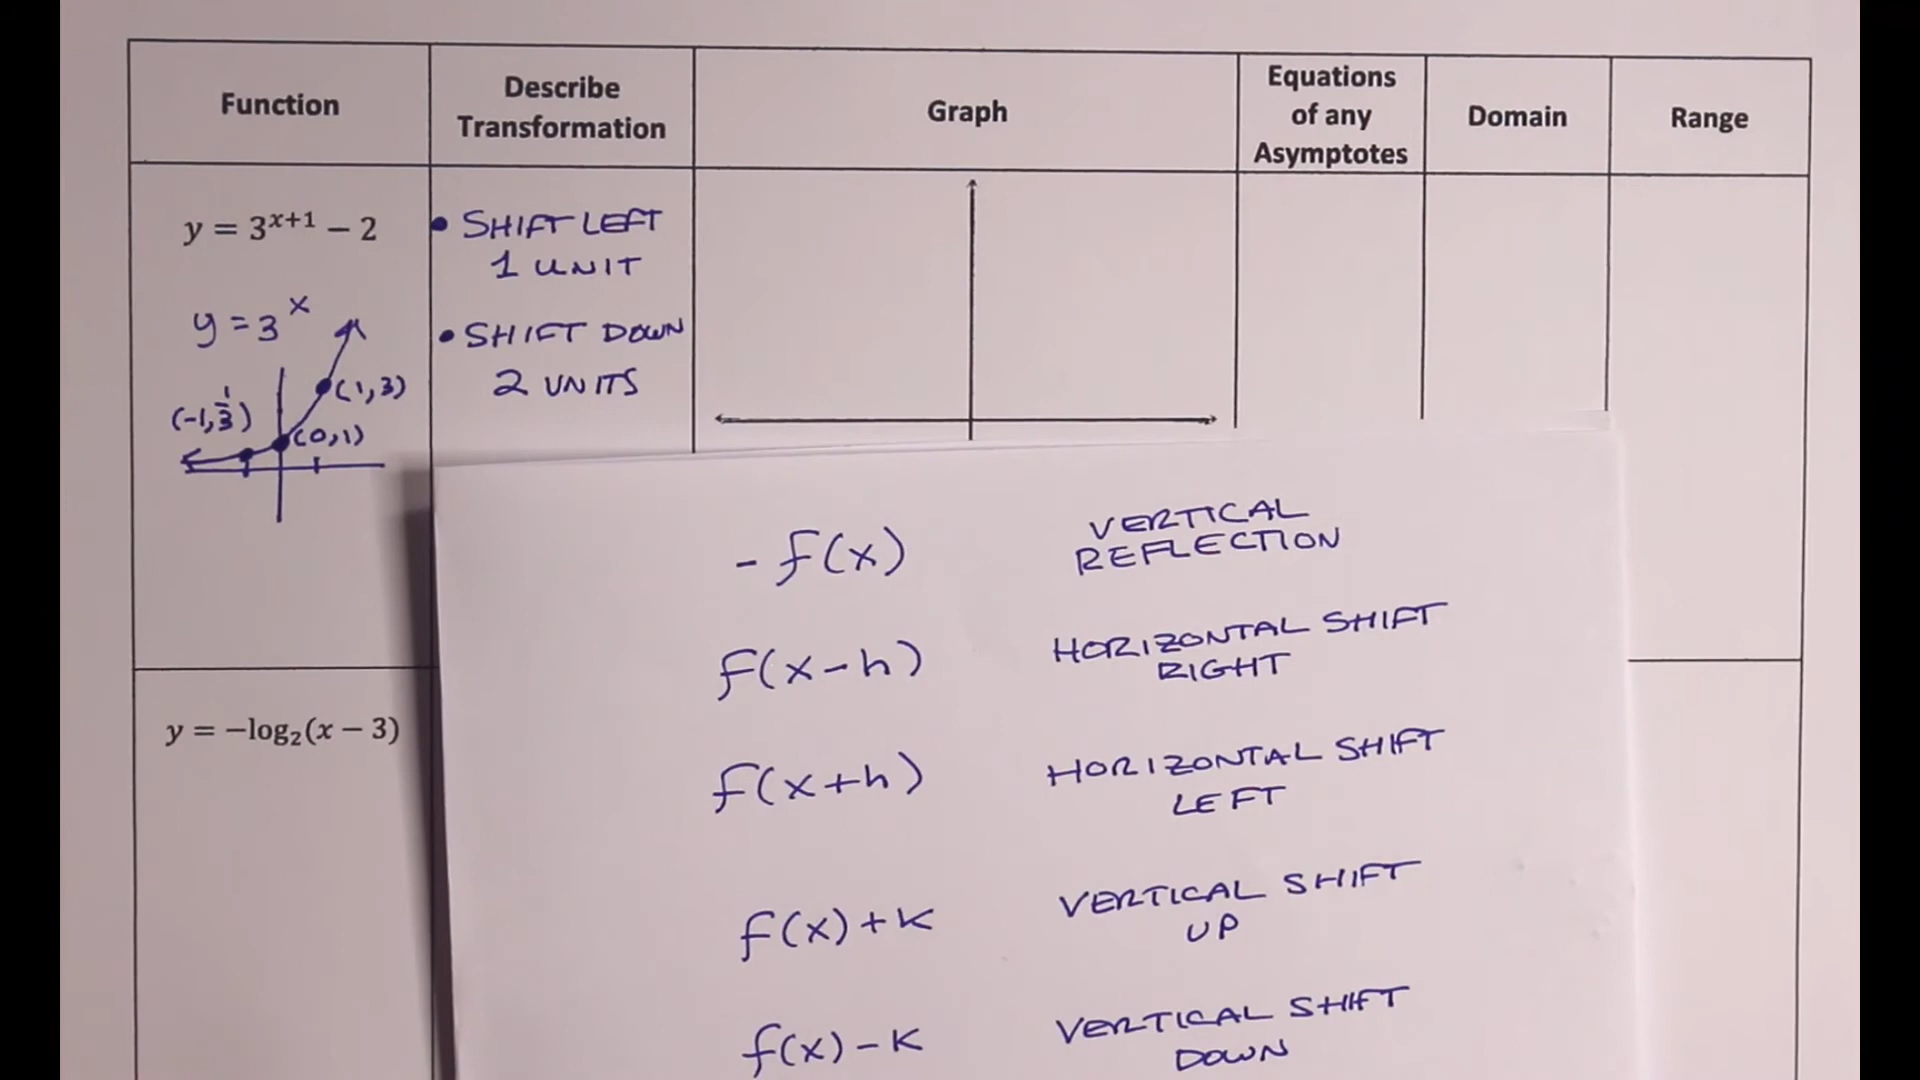 Function
Describe
Transformation
Graph
Equations
of any
Asymptotes
Domain
Range
y = 3^{x+1} − 2
y = 3^x
(1,3)
(-1,1/3)
(0,1)
• SHIFT LEFT
1 UNIT
• SHIFT DOWN
2 UNITS
y = −log₂(x − 3)
- f(x) VERTICAL
REFLECTION
f(x-h) HORIZONTAL SHIFT
RIGHT
f(x+h) HORIZONTAL SHIFT
LEFT
f(x)+K VERTICAL SHIFT
UP
f(x)-K VERTICAL SHIFT
DOWN